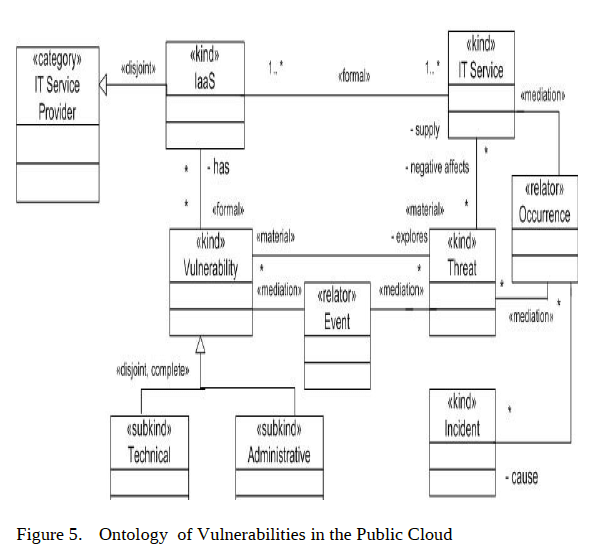 «category»
IT Service
Provider
«disjoint»
«kind»
IaaS
1..*
«formal»
1..*
«kind»
IT Service
«mediation»
- supply
*
- negative affects
* - has
*
«formal»
«material»
*
«relator»
Occurrence
«kind»
Vulnerability
«material»
- explores
«kind»
Threat
*
*
«mediation»
«relator»
Event
«mediation»
*
*
«mediation»
«disjoint, complete»
«subkind»
Technical
«subkind»
Administrative
«kind»
Incident
*
- cause
Figure 5. Ontology of Vulnerabilities in the Public Cloud